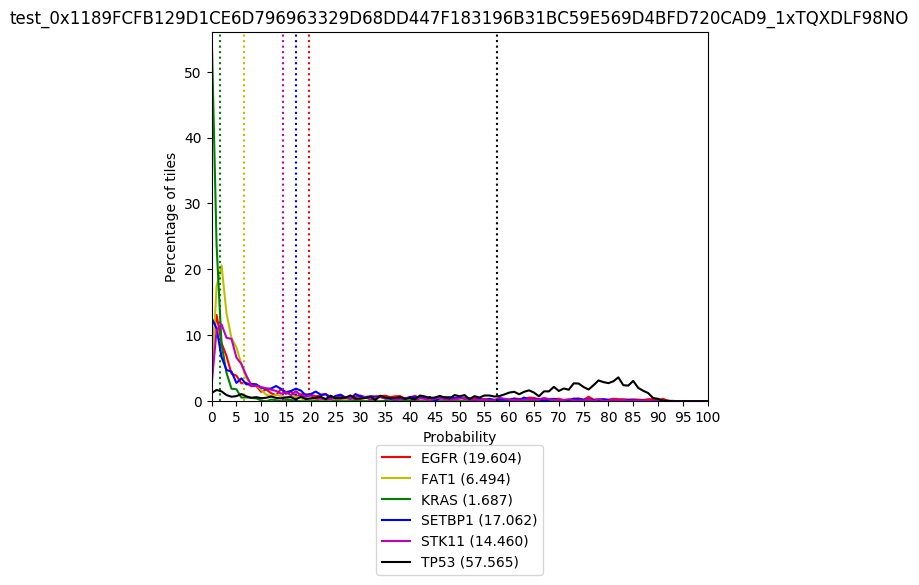 test_0x1189FCFB129D1CE6D796963329D68DD447F183196B31BC59E569D4BFD720CAD9_1xTQXDLF98NO
50
40
30
20
10
0
Percentage of tiles
0 5 10 15 20 25 30 35 40 45 50 55 60 65 70 75 80 85 90 95 100
Probability
EGFR (19.604)
FAT1 (6.494)
KRAS (1.687)
SETBP1 (17.062)
STK11 (14.460)
TP53 (57.565)